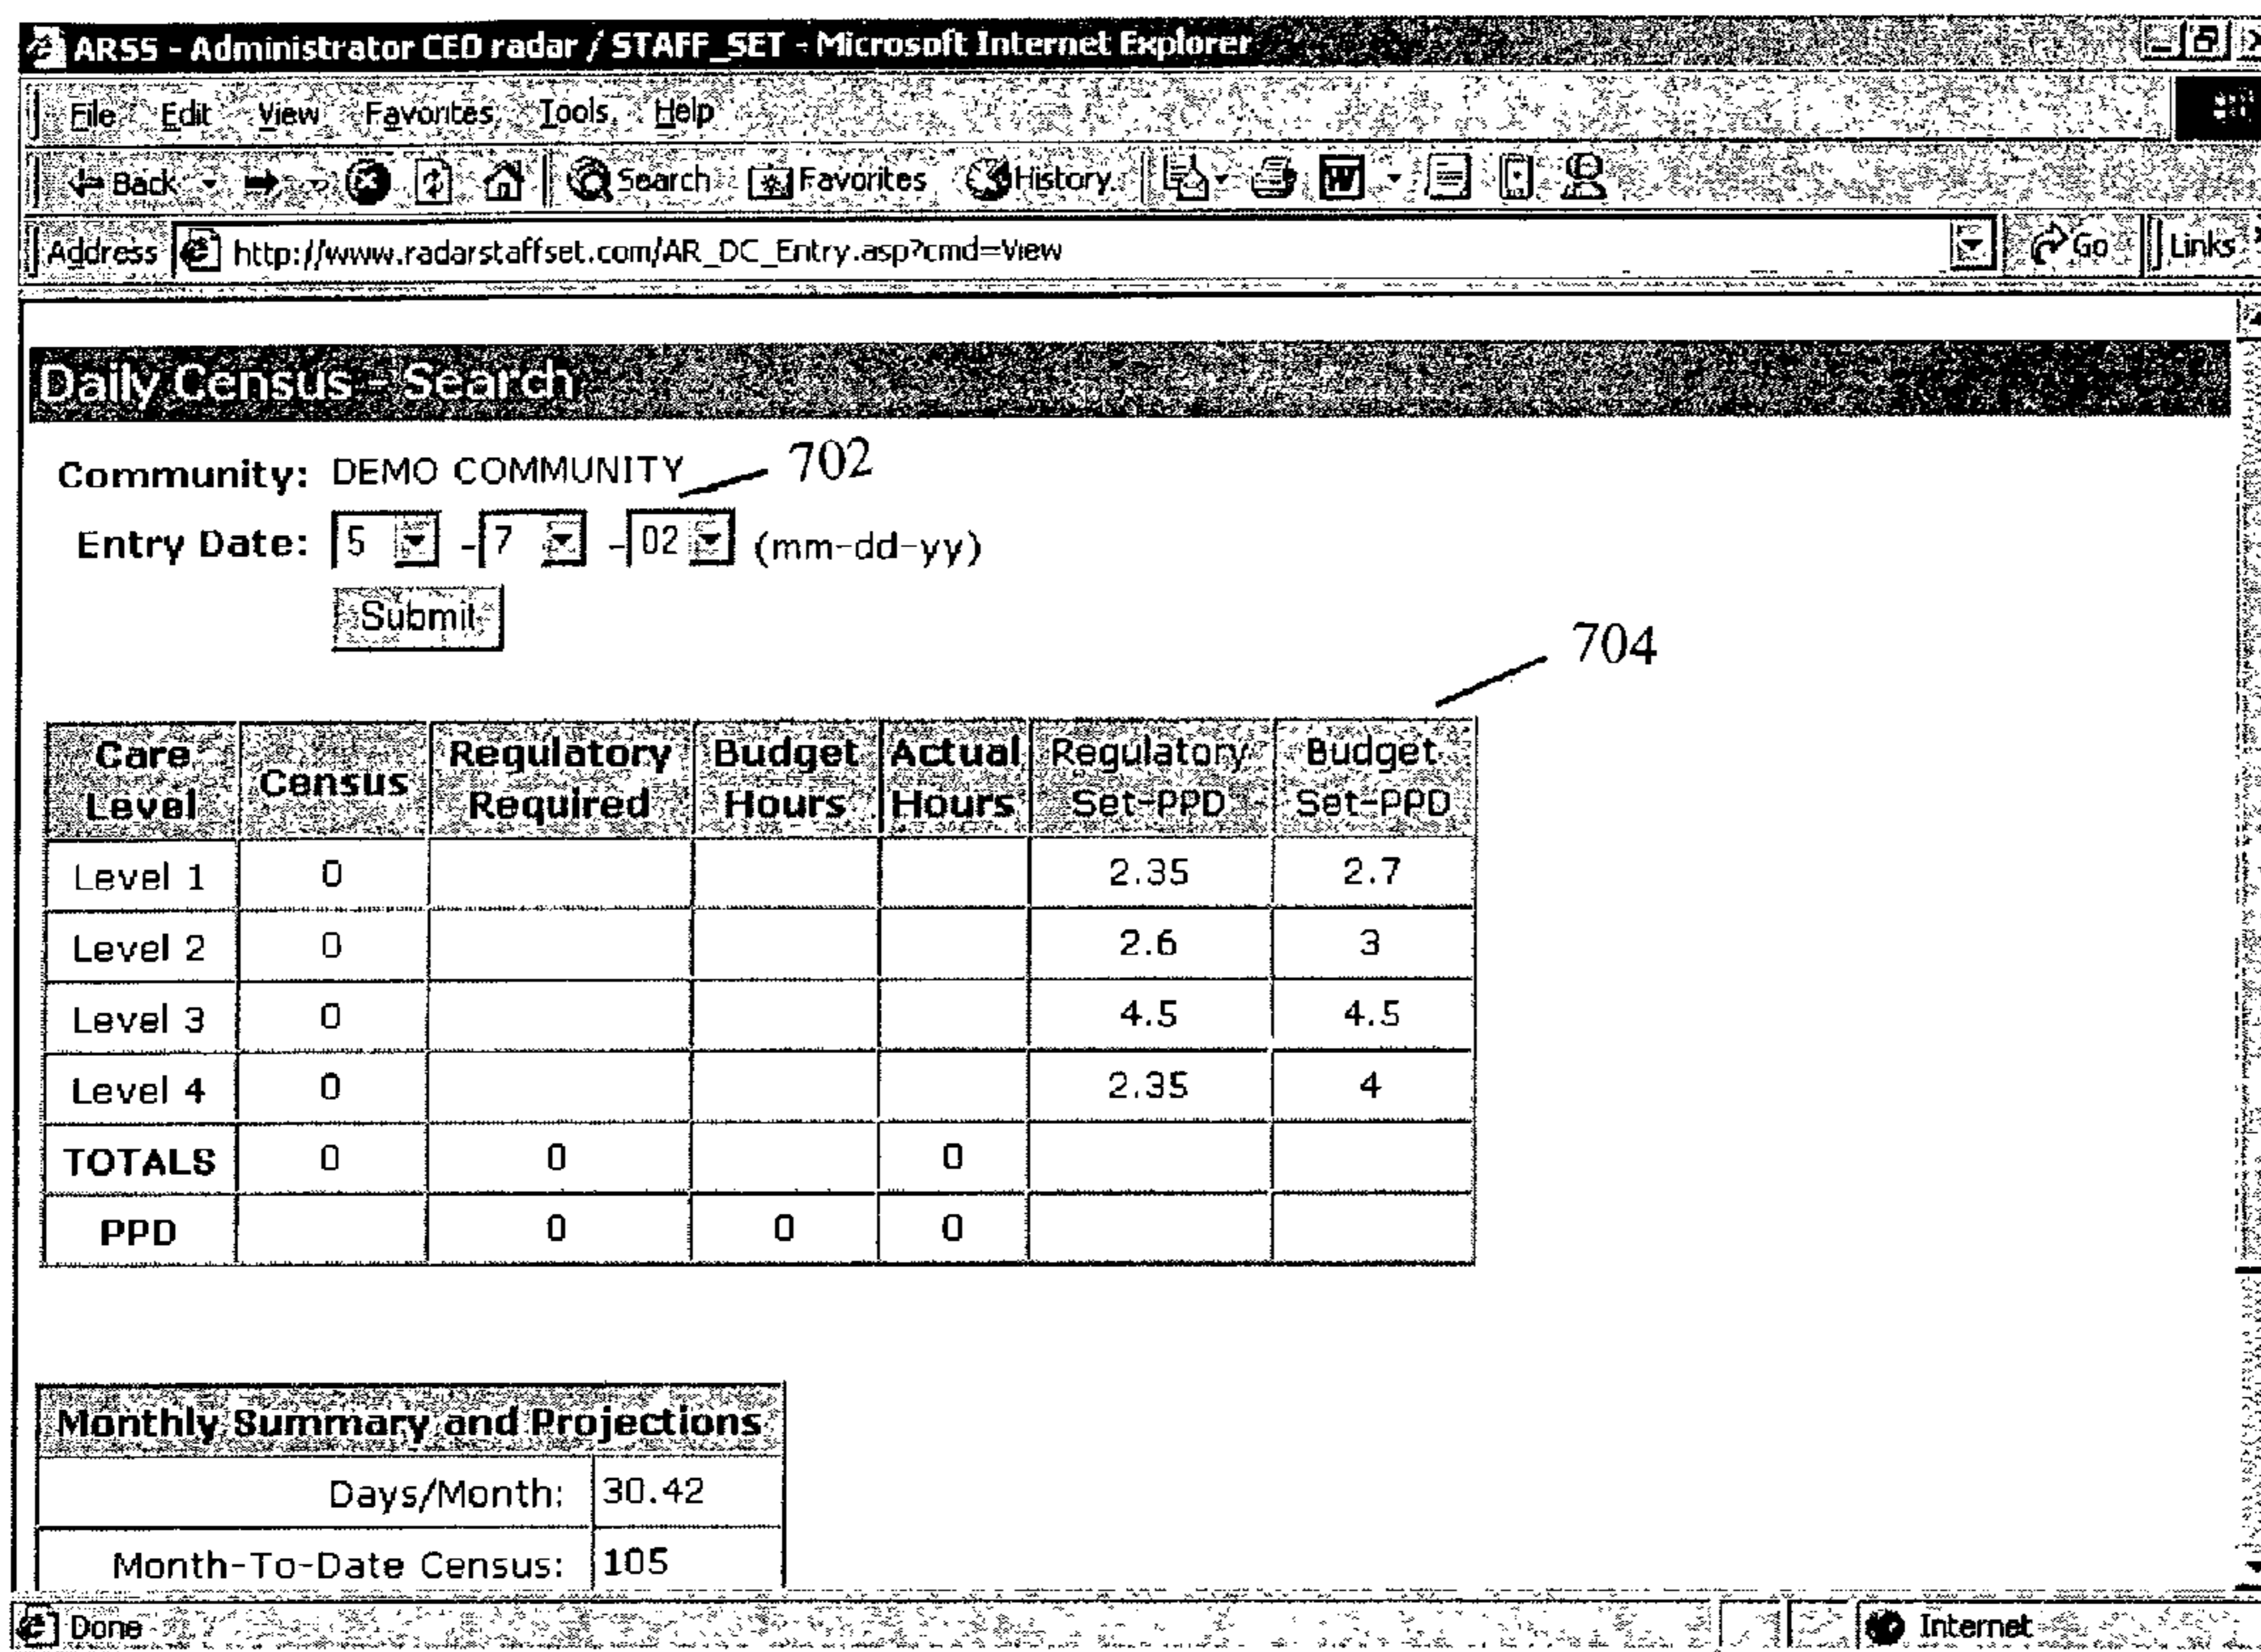 ARSS - Administrator CEO radar / STAFF_SET - Microsoft Internet Explorer
File Edit View Favorites Tools Help
Back Search Favorites History
Address http://www.radarstaffset.com/AR_DC_Entry.asp?cmd=View Go Links
Daily Census - Search
Community: DEMO COMMUNITY 702
Entry Date: 5 - 7 - 02 (mm-dd-yy)
Submit
704
Care Level Census Regulatory Required Budget Hours Actual Hours Regulatory Set-PPD Budget Set-PPD
Level 1 0 2.35 2.7
Level 2 0 2.6 3
Level 3 0 4.5 4.5
Level 4 0 2.35 4
TOTALS 0 0 0
PPD 0 0 0
Monthly Summary and Projections
Days/Month: 30.42
Month-To-Date Census: 105
Done Internet